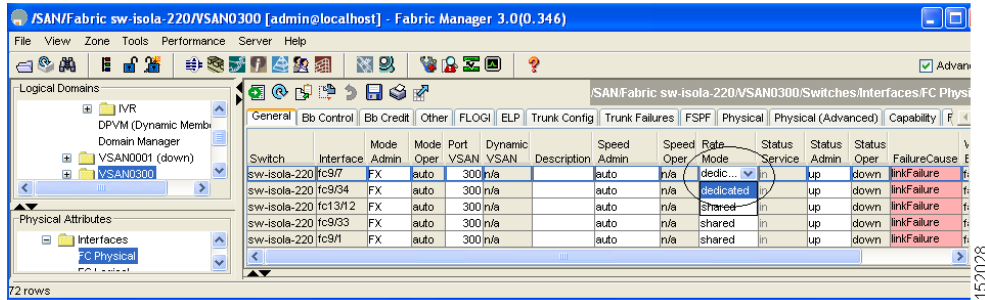 /SAN/Fabric sw-isola-220/VSAN0300 [admin@localhost] - Fabric Manager 3.0(0.346)
File View Zone Tools Performance Server Help
Advan
Logical Domains
/SAN/Fabric sw-isola-220/VSAN0300/Switches/Interfaces/FC Physi
IVR
DPVM (Dynamic Memb
Domain Manager
VSAN0001 (down)
VSAN0300
General Bb Control Bb Credit Other FLOGI ELP Trunk Config Trunk Failures FSPF Physical Physical (Advanced) Capability F
Mode Mode Port Dynamic Speed Speed Rate Status Status Status
Switch Interface Admin Oper VSAN VSAN Description Admin Oper Mode Service Admin Oper FailureCause
sw-isola-220 fc9/7 FX auto 300 n/a auto n/a dedic... in up down linkFailure
sw-isola-220 fc9/34 FX auto 300 n/a auto n/a dedicated in up down linkFailure
sw-isola-220 fc13/12 FX auto 300 n/a auto n/a shared in up down linkFailure
sw-isola-220 fc9/33 FX auto 300 n/a auto n/a shared in up down linkFailure
sw-isola-220 fc9/1 FX auto 300 n/a auto n/a shared in up down linkFailure
Physical Attributes
Interfaces
FC Physical
72 rows
152028